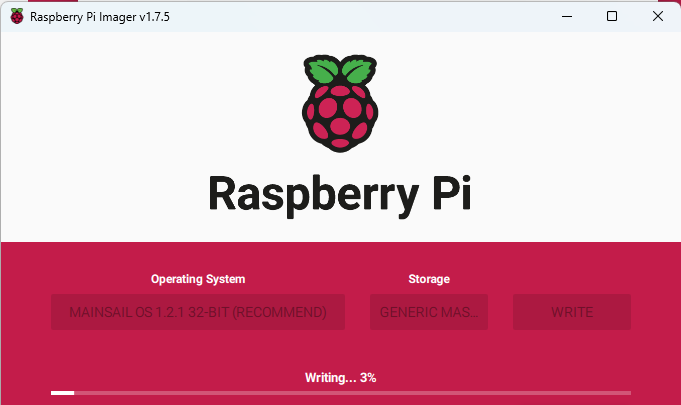 Raspberry Pi Imager v1.7.5
Raspberry Pi
Operating System
Storage
MAINSAIL OS 1.2.1 32-BIT (RECOMMEND)
GENERIC MAS...
WRITE
Writing... 3%